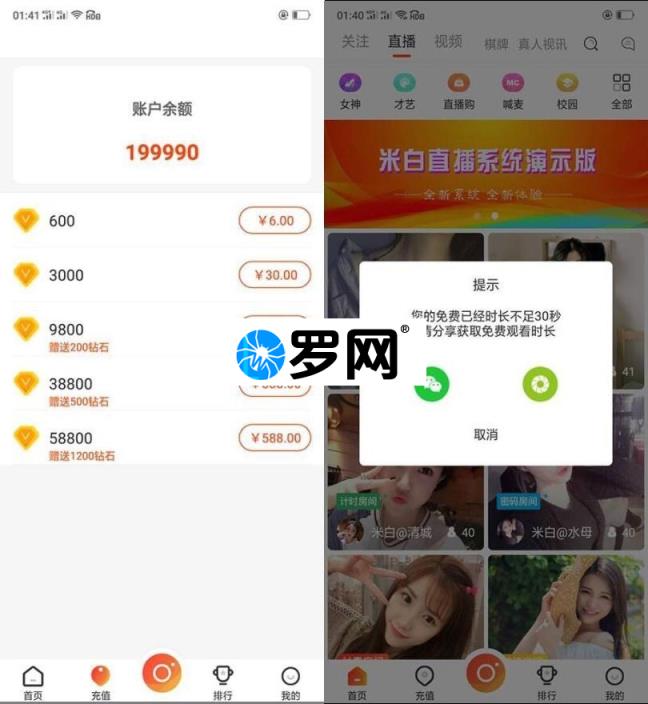 01:41
账户余额
199990
600
￥6.00
3000
￥30.00
9800
赠送200钻石
38800
赠送500钻石
58800
￥588.00
赠送1200钻石
首页
充值
排行
我的
罗网®
01:40
关注
直播
视频
棋牌
真人视讯
女神
才艺
直播购
MC
喊麦
校园
全部
米白直播系统演示版
全新系统 全新体验
提示
您的免费已经时长不足30秒
请分享获取免费观看时长
取消
41
计时房间
米白@清城
40
密码房间
米白@水母
40
首页
充值
排行
我的